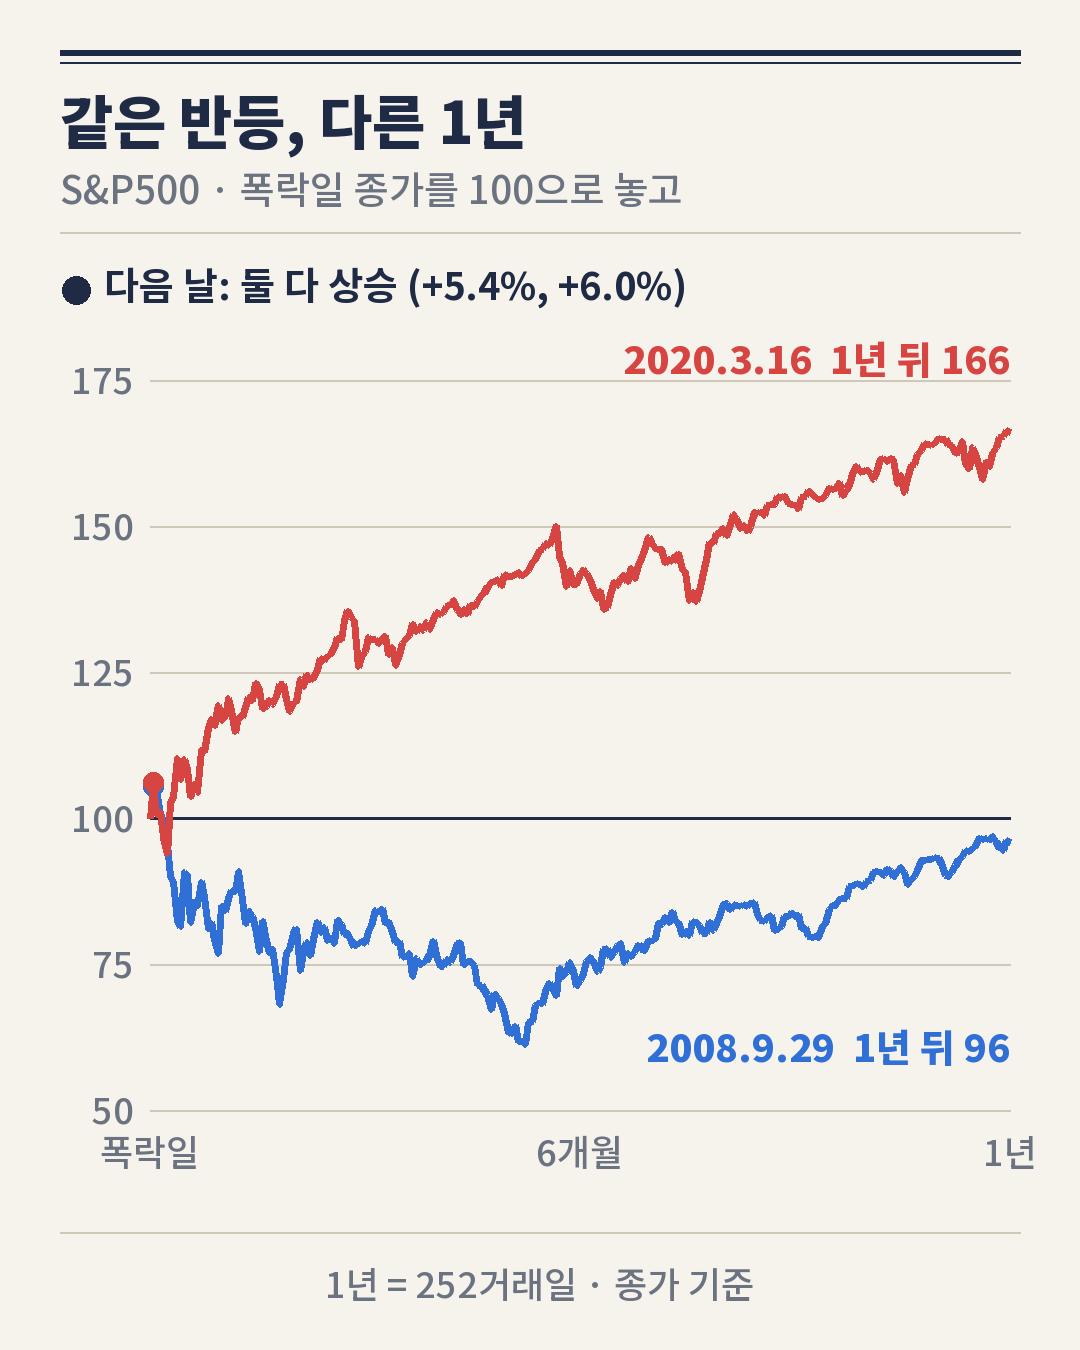 같은 반등, 다른 1년
S&P500 · 폭락일 종가를 100으로 놓고
다음 날: 둘 다 상승 (+5.4%, +6.0%)
2020.3.16 1년 뒤 166
175
150
125
100
75
2008.9.29 1년 뒤 96
50
폭락일 6개월 1년
1년 = 252거래일 · 종가 기준